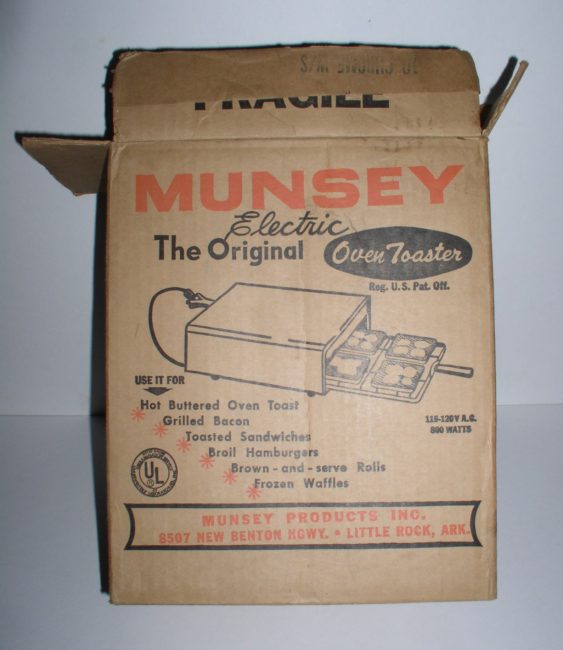 FRAGILE
MUNSEY
Electric
The Original
Oven Toaster
Reg. U.S. Pat. Off.
USE IT FOR
Hot Buttered Oven Toast
Grilled Bacon
Toasted Sandwiches
Broil Hamburgers
Brown-and-serve Rolls
Frozen Waffles
115-120V A.C.
800 WATTS
UL
MUNSEY PRODUCTS INC.
8507 NEW BENTON HGWY. • LITTLE ROCK, ARK.